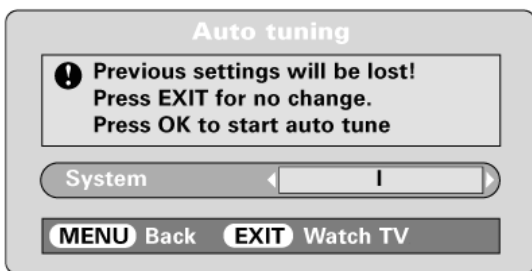 Auto tuning
Previous settings will be lost!
Press EXIT for no change.
Press OK to start auto tune
System I
MENU Back EXIT Watch TV